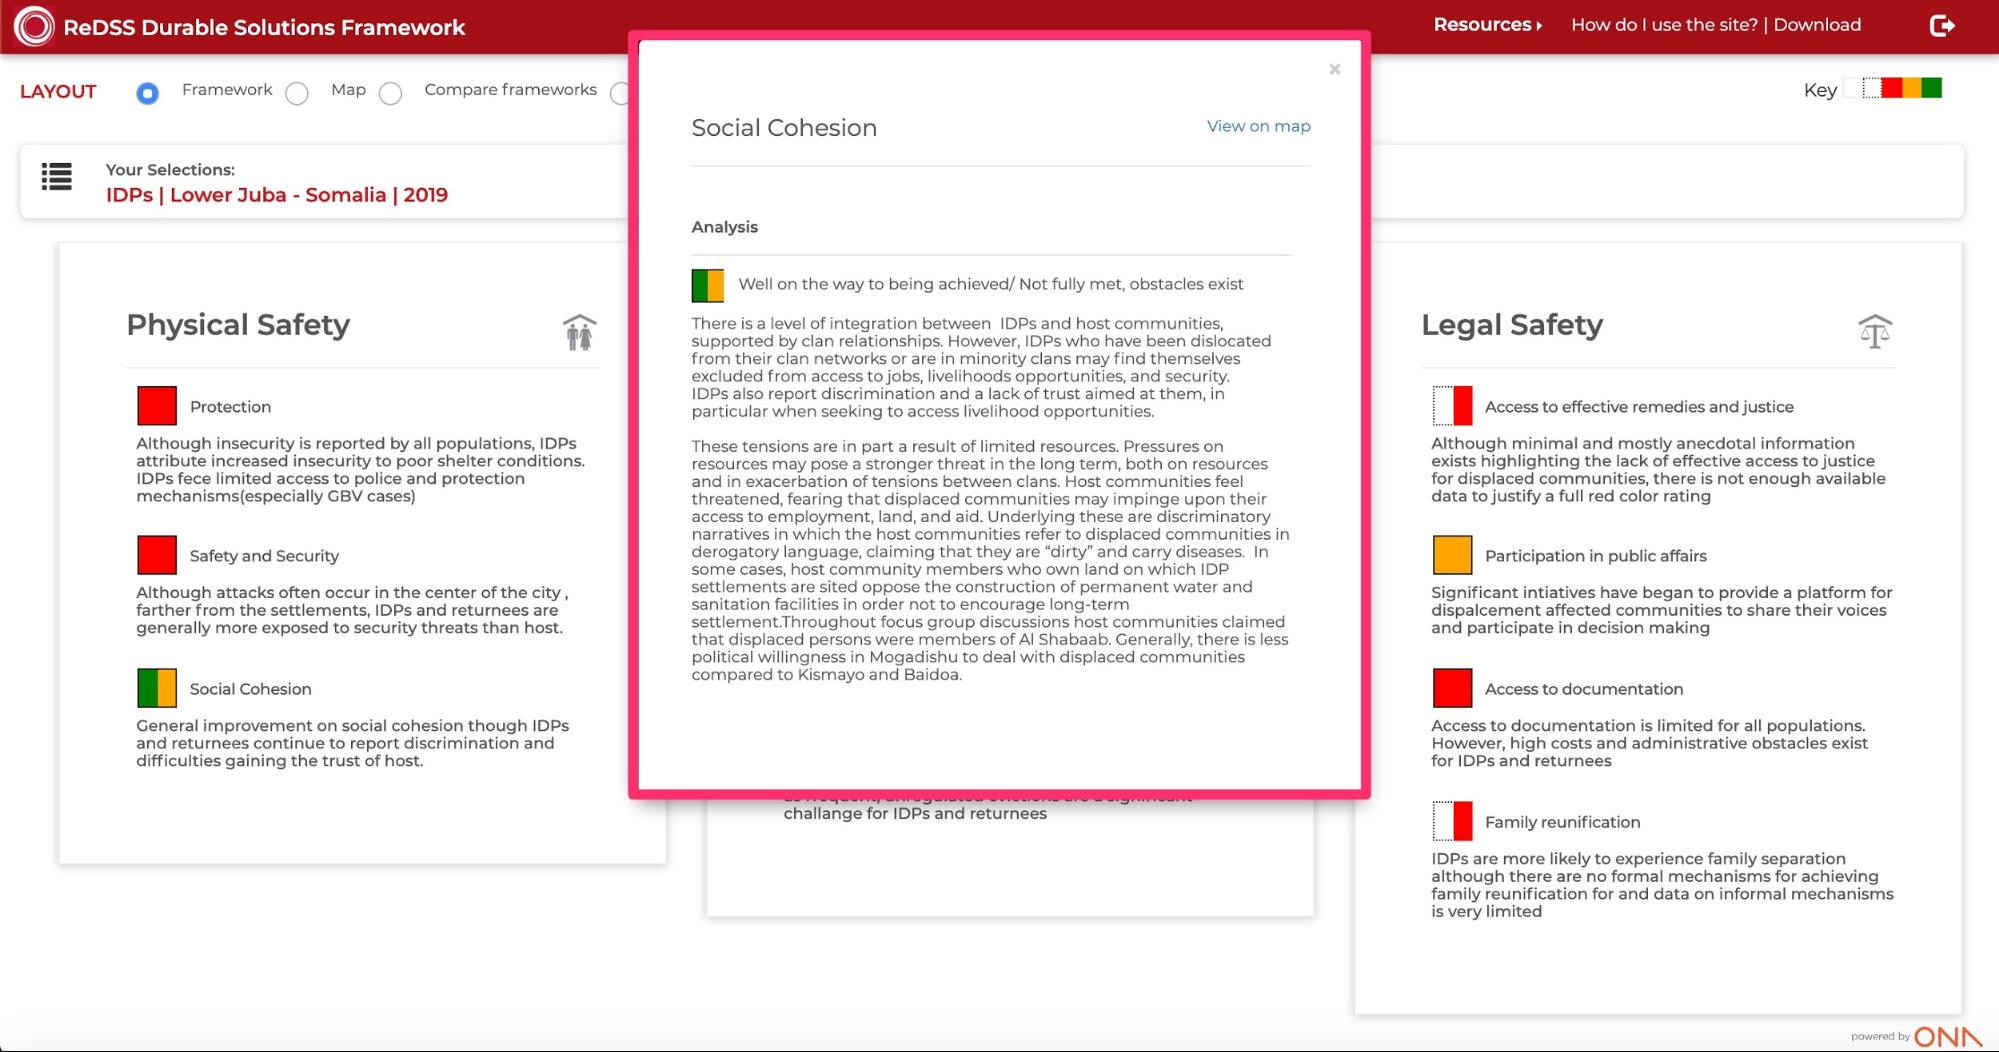 ReDSS Durable Solutions Framework
Resources
How do I use the site? | Download
LAYOUT
Framework
Map
Compare frameworks
Key
Your Selections:
IDPs | Lower Juba - Somalia | 2019
Physical Safety
Protection
Although insecurity is reported by all populations, IDPs
attribute increased insecurity to poor shelter conditions.
IDPs fece limited access to police and protection
mechanisms(especially GBV cases)
Safety and Security
Although attacks often occur in the center of the city ,
farther from the settlements, IDPs and returnees are
generally more exposed to security threats than host.
Social Cohesion
General improvement on social cohesion though IDPs
and returnees continue to report discrimination and
difficulties gaining the trust of host.
×
Social Cohesion
View on map
Analysis
Well on the way to being achieved/ Not fully met, obstacles exist
There is a level of integration between  IDPs and host communities,
supported by clan relationships. However, IDPs who have been dislocated
from their clan networks or are in minority clans may find themselves
excluded from access to jobs, livelihoods opportunities, and security.
IDPs also report discrimination and a lack of trust aimed at them, in
particular when seeking to access livelihood opportunities.
These tensions are in part a result of limited resources. Pressures on
resources may pose a stronger threat in the long term, both on resources
and in exacerbation of tensions between clans. Host communities feel
threatened, fearing that displaced communities may impinge upon their
access to employment, land, and aid. Underlying these are discriminatory
narratives in which the host communities refer to displaced communities in
derogatory language, claiming that they are “dirty” and carry diseases.  In
some cases, host community members who own land on which IDP
settlements are sited oppose the construction of permanent water and
sanitation facilities in order not to encourage long-term
settlement.Throughout focus group discussions host communities claimed
that displaced persons were members of Al Shabaab. Generally, there is less
political willingness in Mogadishu to deal with displaced communities
compared to Kismayo and Baidoa.
challange for IDPs and returnees
Legal Safety
Access to effective remedies and justice
Although minimal and mostly anecdotal information
exists highlighting the lack of effective access to justice
for displaced communities, there is not enough available
data to justify a full red color rating
Participation in public affairs
Significant intiatives have began to provide a platform for
dispalcement affected communities to share their voices
and participate in decision making
Access to documentation
Access to documentation is limited for all populations.
However, high costs and administrative obstacles exist
for IDPs and returnees
Family reunification
IDPs are more likely to experience family separation
although there are no formal mechanisms for achieving
family reunification for and data on informal mechanisms
is very limited
powered by ONA